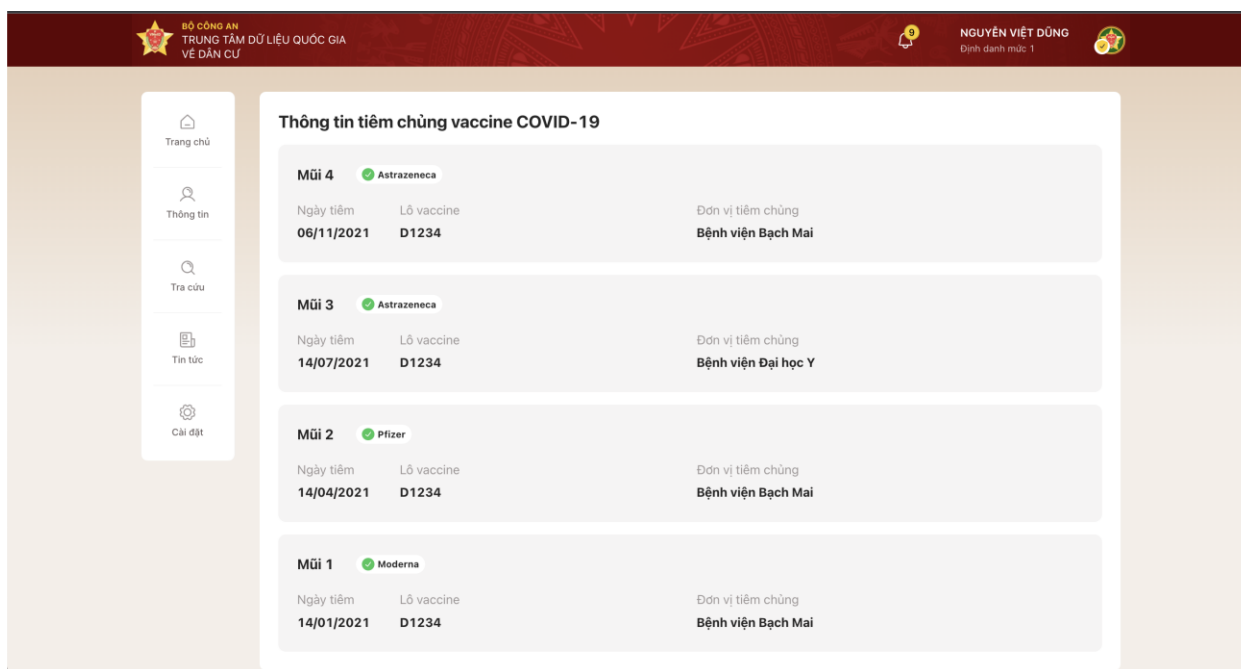 BỘ CÔNG AN
TRUNG TÂM DỮ LIỆU QUỐC GIA
VỀ DÂN CƯ
9
NGUYỄN VIỆT DŨNG
Định danh mức 1
Trang chủ
Thông tin
Tra cứu
Tin tức
Cài đặt
Thông tin tiêm chủng vaccine COVID-19
Mũi 4 Astrazeneca
Ngày tiêm Lô vaccine Đơn vị tiêm chủng
06/11/2021 D1234 Bệnh viện Bạch Mai
Mũi 3 Astrazeneca
Ngày tiêm Lô vaccine Đơn vị tiêm chủng
14/07/2021 D1234 Bệnh viện Đại học Y
Mũi 2 Pfizer
Ngày tiêm Lô vaccine Đơn vị tiêm chủng
14/04/2021 D1234 Bệnh viện Bạch Mai
Mũi 1 Moderna
Ngày tiêm Lô vaccine Đơn vị tiêm chủng
14/01/2021 D1234 Bệnh viện Bạch Mai